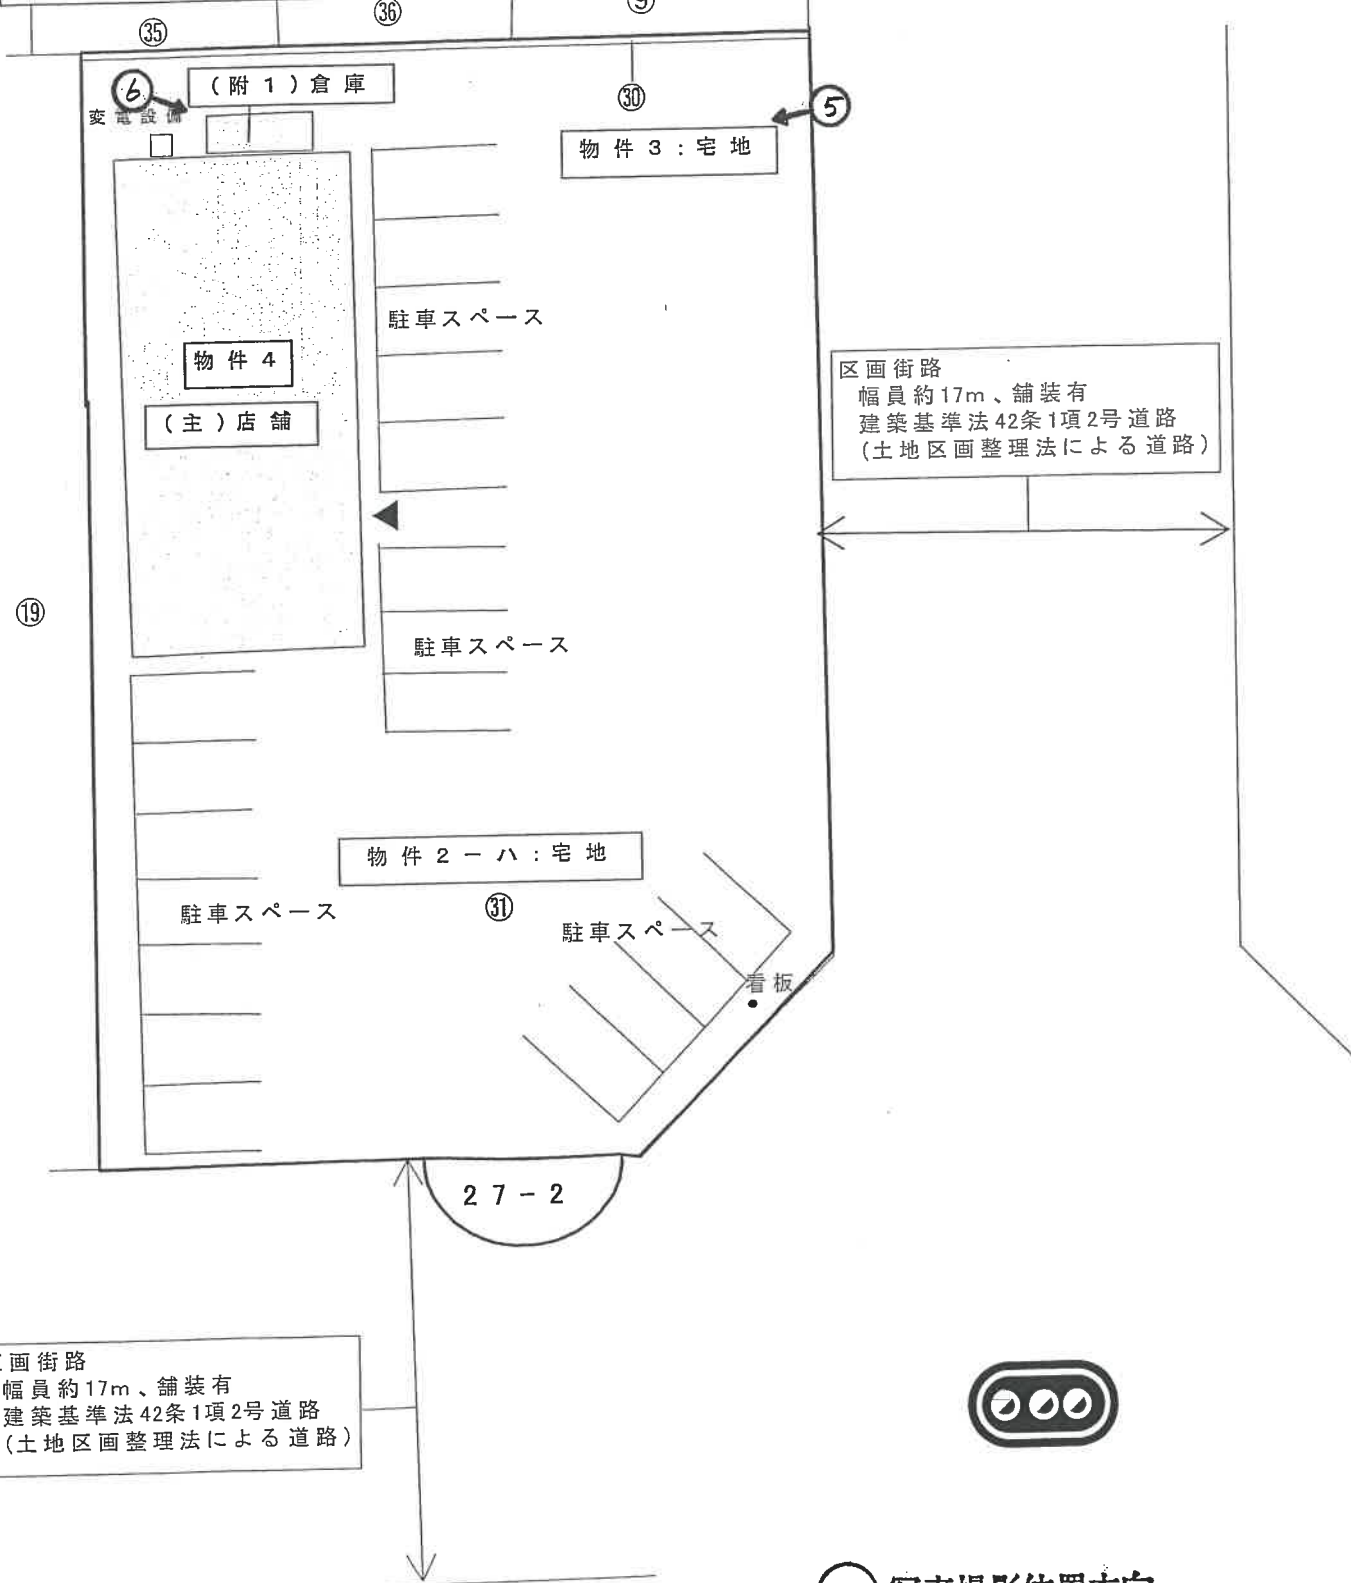 ㉟
㊱
⑨
⑥
(附1)倉庫
㉚
⑤
変電設備
物件3:宅地
駐車スペース
物件4
(主)店舗
区画街路
幅員約17m、舗装有
建築基準法42条1項2号道路
(土地区画整理法による道路)
⑲
駐車スペース
物件2-ハ:宅地
駐車スペース
㉛
駐車スペース
看板
27-2
画街路
幅員約17m、舗装有
建築基準法42条1項2号道路
(土地区画整理法による道路)